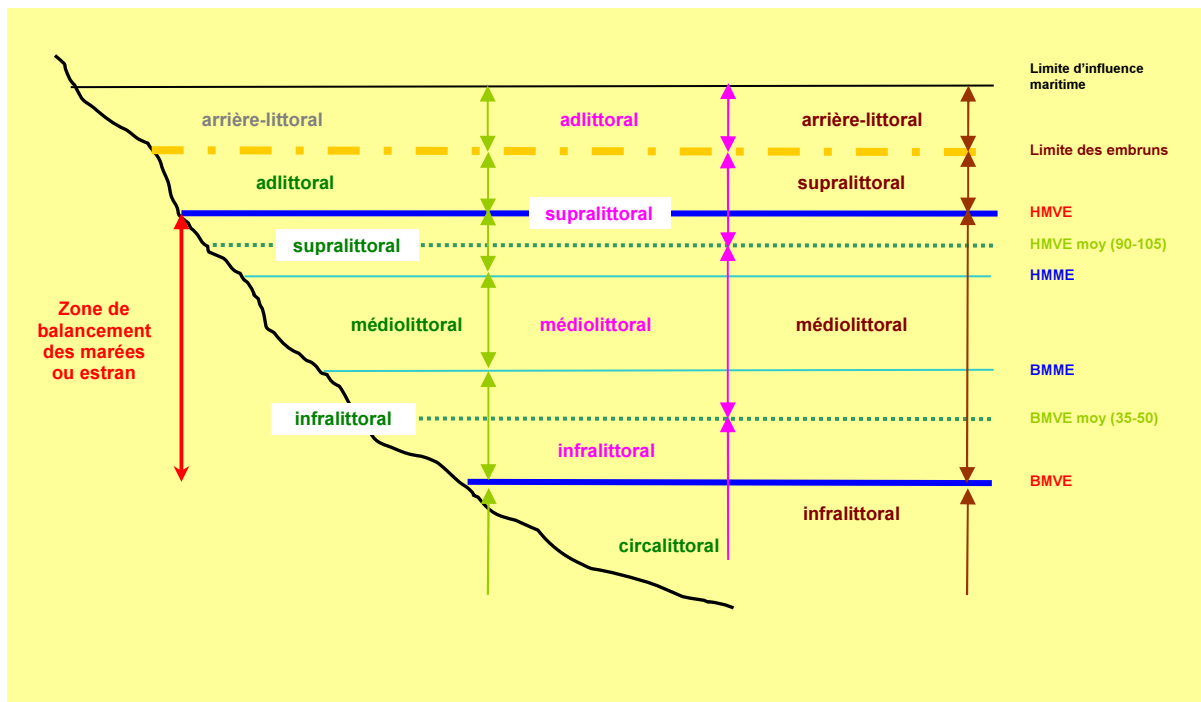 Limite d'influence
maritime
arrière-littoral
adlittoral
arrière-littoral
Limite des embruns
adlittoral
supralittoral
supralittoral
HMVE
supralittoral
HMVE moy (90-105)
HMME
Zone de
balancement
des marées
ou estran
médiolittoral
médiolittoral
médiolittoral
BMME
infralittoral
BMVE moy (35-50)
infralittoral
BMVE
infralittoral
circalittoral